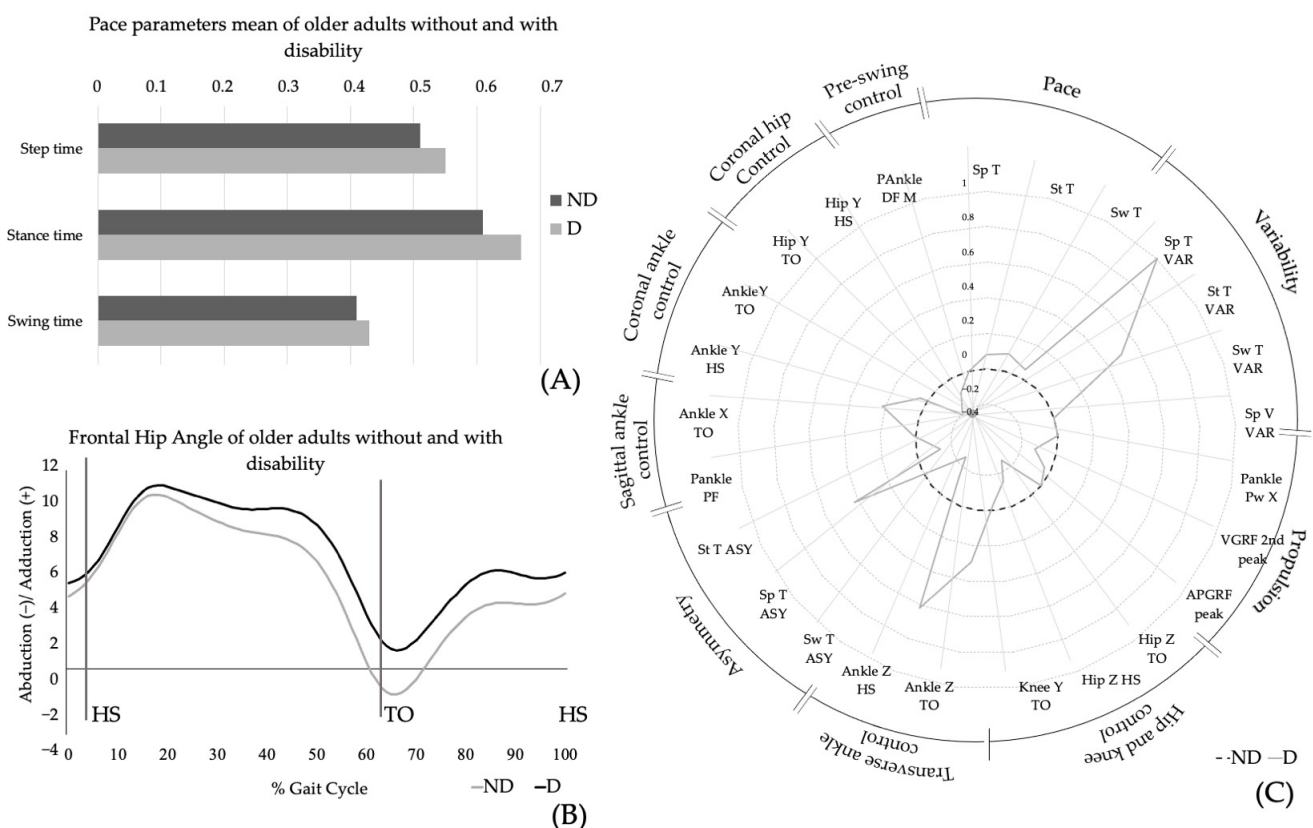 Pace parameters mean of older adults without and with
disability
0 0.1 0.2 0.3 0.4 0.5 0.6 0.7
Step time
Stance time
Swing time
ND
D
(A)
Frontal Hip Angle of older adults without and with
disability
Abduction (−)/ Adduction (+)
12
10
8
6
4
2
0
−2
−4
HS
TO
HS
0 10 20 30 40 50 60 70 80 90 100
% Gait Cycle
ND D
(B)
Pace
Variability
Propulsion
Hip and knee
control
Transverse ankle
control
Asymmetry
Sagittal ankle
control
Coronal ankle
control
Coronal hip
Control
Pre-swing
control
1
0.8
0.6
0.4
0.2
0
−0.2
−0.4
Sp T
St T
Sw T
Sp T
VAR
St T
VAR
Sw T
VAR
Sp V
VAR
Pankle
Pw X
VGRF 2nd
peak
APGRF
peak
Hip Z
TO
Hip Z HS
Knee Y
TO
Ankle Z
TO
Ankle Z
HS
Sw T
ASY
Sp T
ASY
St T ASY
Pankle
PF
Ankle X
TO
Ankle Y
HS
AnkleY
TO
Hip Y
TO
Hip Y
HS
PAnkle
DF M
ND D
(C)